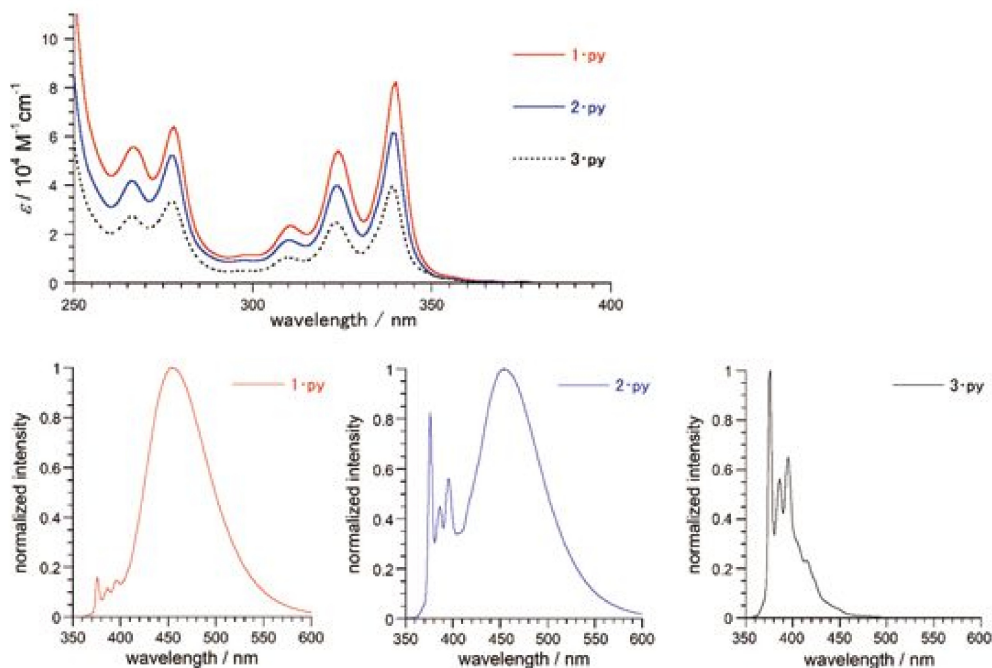 ε / 10⁴ M⁻¹cm⁻¹
10
8
6
4
2
0
250 300 350 400
wavelength / nm
1·py
2·py
3·py
normalized intensity
1
0.8
0.6
0.4
0.2
0
350 400 450 500 550 600
wavelength / nm
1·py
normalized intensity
1
0.8
0.6
0.4
0.2
0
350 400 450 500 550 600
wavelength / nm
2·py
normalized intensity
1
0.8
0.6
0.4
0.2
0
350 400 450 500 550 600
wavelength / nm
3·py